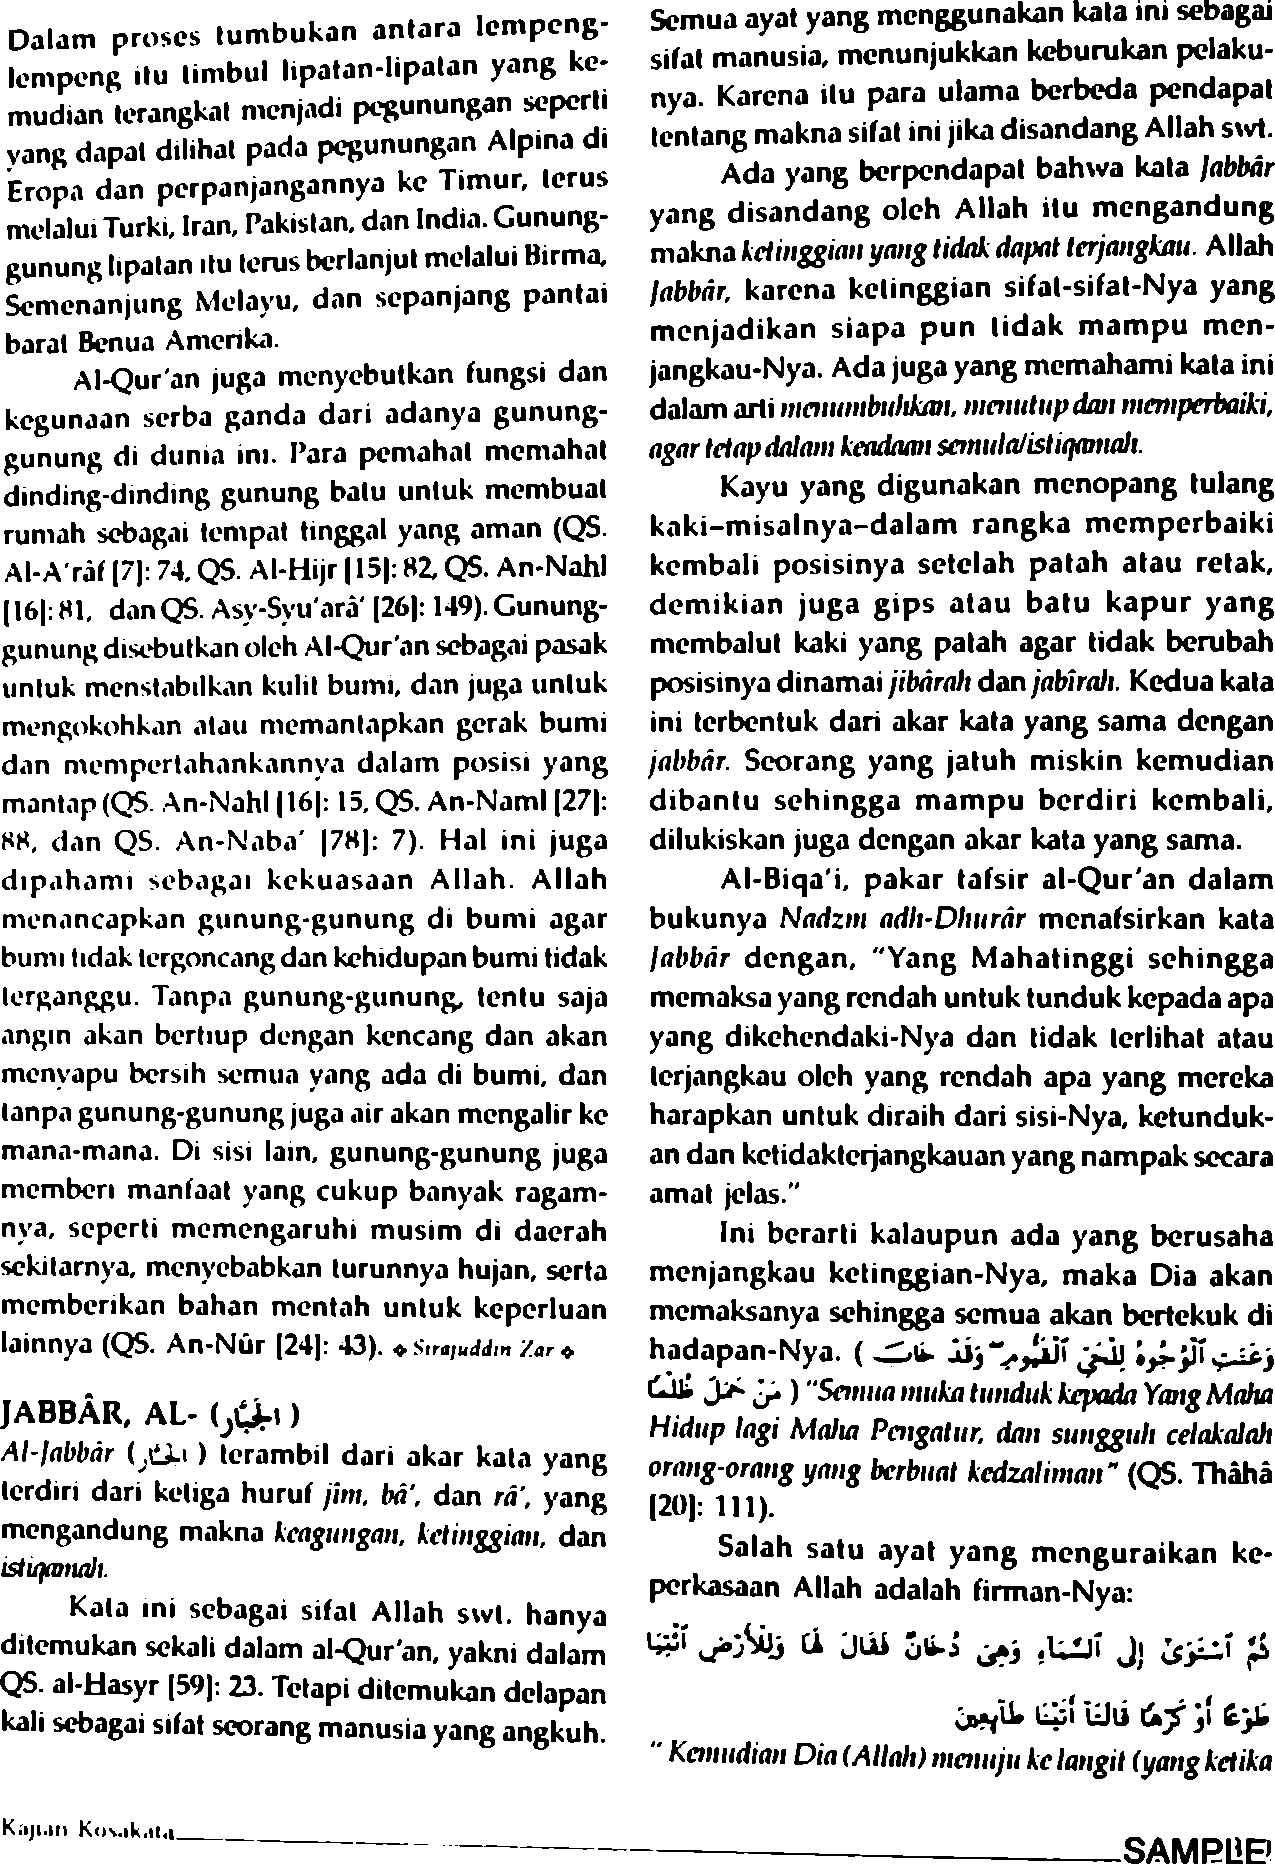 Dalam proses tumbukan antara lempeng-
lempeng itu timbul lipatan-lipatan yang ke-
mudian terangkat menjadi pegunungan seperti
yang dapat dilihat pada pegunungan Alpina di
Eropa dan perpanjangannya ke Timur, terus
melalui Turki, Iran, Pakistan, dan India. Gunung-
gunung lipatan itu terus berlanjut melalui Birma,
Semenanjung Melayu, dan sepanjang pantai
barat Benua Amerika.
Al-Qur'an juga menyebutkan fungsi dan
kegunaan serba ganda dari adanya gunung-
gunung di dunia ini. Para pemahat memahat
dinding-dinding gunung batu untuk membuat
rumah sebagai tempat tinggal yang aman (QS.
Al-A'râf [7]: 74, QS. Al-Hijr [15]: 82, QS. An-Nahl
[16]: 81, dan QS. Asy-Syu'arâ' [26]: 149). Gunung-
gunung disebutkan oleh Al-Qur'an sebagai pasak
untuk menstabilkan kulit bumi, dan juga untuk
mengokohkan atau memantapkan gerak bumi
dan mempertahankannya dalam posisi yang
mantap (QS. An-Nahl [16]: 15, QS. An-Naml [27]:
88, dan QS. An-Naba' [78]: 7). Hal ini juga
dipahami sebagai kekuasaan Allah. Allah
menancapkan gunung-gunung di bumi agar
bumi tidak tergoncang dan kehidupan bumi tidak
terganggu. Tanpa gunung-gunung, tentu saja
angin akan bertiup dengan kencang dan akan
menyapu bersih semua yang ada di bumi, dan
tanpa gunung-gunung juga air akan mengalir ke
mana-mana. Di sisi lain, gunung-gunung juga
memberi manfaat yang cukup banyak ragam-
nya, seperti memengaruhi musim di daerah
sekitarnya, menyebabkan turunnya hujan, serta
memberikan bahan mentah untuk keperluan
lainnya (QS. An-Nûr [24]: 43). ❖ Sirajuddin Zar ❖
JABBÂR, AL- (الجَبَّار)
Al-Jabbâr (الجَبَّار) terambil dari akar kata yang
terdiri dari ketiga huruf jîm, bâ', dan râ', yang
mengandung makna keagungan, ketinggian, dan
istiqamah.
Kata ini sebagai sifat Allah swt. hanya
ditemukan sekali dalam al-Qur'an, yakni dalam
QS. al-Hasyr [59]: 23. Tetapi ditemukan delapan
kali sebagai sifat seorang manusia yang angkuh.
Semua ayat yang menggunakan kata ini sebagai
sifat manusia, menunjukkan keburukan pelaku-
nya. Karena itu para ulama berbeda pendapat
tentang makna sifat ini jika disandang Allah swt.
Ada yang berpendapat bahwa kata Jabbâr
yang disandang oleh Allah itu mengandung
makna ketinggian yang tidak dapat terjangkau. Allah
Jabbâr, karena ketinggian sifat-sifat-Nya yang
menjadikan siapa pun tidak mampu men-
jangkau-Nya. Ada juga yang memahami kata ini
dalam arti menumbuhkan, menutup dan memperbaiki,
agar tetap dalam keadaan semula/istiqamah.
Kayu yang digunakan menopang tulang
kaki–misalnya–dalam rangka memperbaiki
kembali posisinya setelah patah atau retak,
demikian juga gips atau batu kapur yang
membalut kaki yang patah agar tidak berubah
posisinya dinamai jibârah dan jabîrah. Kedua kata
ini terbentuk dari akar kata yang sama dengan
jabbâr. Seorang yang jatuh miskin kemudian
dibantu sehingga mampu berdiri kembali,
dilukiskan juga dengan akar kata yang sama.
Al-Biqa'i, pakar tafsir al-Qur'an dalam
bukunya Nadzm adh-Dhurâr menafsirkan kata
Jabbâr dengan, "Yang Mahatinggi sehingga
memaksa yang rendah untuk tunduk kepada apa
yang dikehendaki-Nya dan tidak terlihat atau
terjangkau oleh yang rendah apa yang mereka
harapkan untuk diraih dari sisi-Nya, ketunduk-
an dan ketidakterjangkauan yang nampak secara
amat jelas."
Ini berarti kalaupun ada yang berusaha
menjangkau ketinggian-Nya, maka Dia akan
memaksanya sehingga semua akan bertekuk di
hadapan-Nya. ( وَعَنَتِ ٱلْوُجُوهُ لِلْحَىِّ ٱلْقَيُّومِ ۖ وَقَدْ خَابَ
مَنْ حَمَلَ ظُلْمًا ) "Semua muka tunduk kepada Yang Maha
Hidup lagi Maha Pengatur, dan sungguh celakalah
orang-orang yang berbuat kedzaliman" (QS. Thâhâ
[20]: 111).
Salah satu ayat yang menguraikan ke-
perkasaan Allah adalah firman-Nya:
ثُمَّ ٱسْتَوَىٰٓ إِلَى ٱلسَّمَآءِ وَهِىَ دُخَانٌ فَقَالَ لَهَا وَلِلْأَرْضِ ٱئْتِيَا
طَوْعًا أَوْ كَرْهًا قَالَتَآ أَتَيْنَا طَآئِعِينَ
" Kemudian Dia (Allah) menuju ke langit (yang ketika
Kajian Kosakata